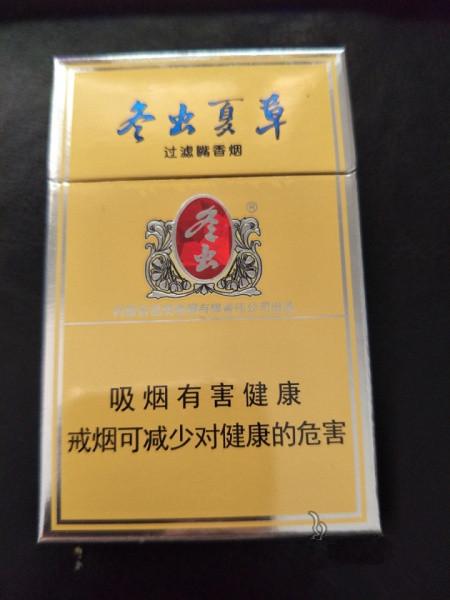 冬虫夏草
过滤嘴香烟
冬虫
®
吸烟有害健康
戒烟可减少对健康的危害